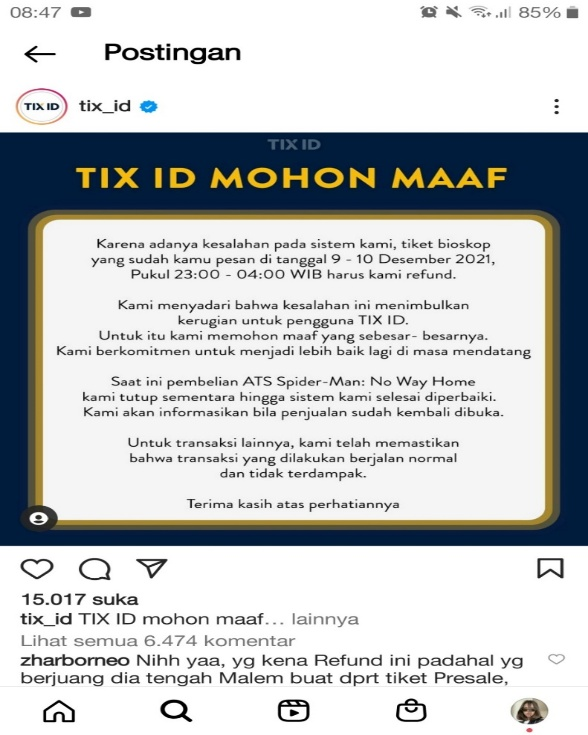 08:47
85%
Postingan
TIX ID
tix_id
TIX ID
TIX ID MOHON MAAF
Karena adanya kesalahan pada sistem kami, tiket bioskop
yang sudah kamu pesan di tanggal 9 - 10 Desember 2021,
Pukul 23:00 - 04:00 WIB harus kami refund.
Kami menyadari bahwa kesalahan ini menimbulkan
kerugian untuk pengguna TIX ID.
Untuk itu kami memohon maaf yang sebesar- besarnya.
Kami berkomitmen untuk menjadi lebih baik lagi di masa mendatang
Saat ini pembelian ATS Spider-Man: No Way Home
kami tutup sementara hingga sistem kami selesai diperbaiki.
Kami akan informasikan bila penjualan sudah kembali dibuka.
Untuk transaksi lainnya, kami telah memastikan
bahwa transaksi yang dilakukan berjalan normal
dan tidak terdampak.
Terima kasih atas perhatiannya
15.017 suka
tix_id TIX ID mohon maaf... lainnya
Lihat semua 6.474 komentar
zharborneo Nihh yaa, yg kena Refund ini padahal yg
berjuang dia tengah Malem buat dprt tiket Presale,